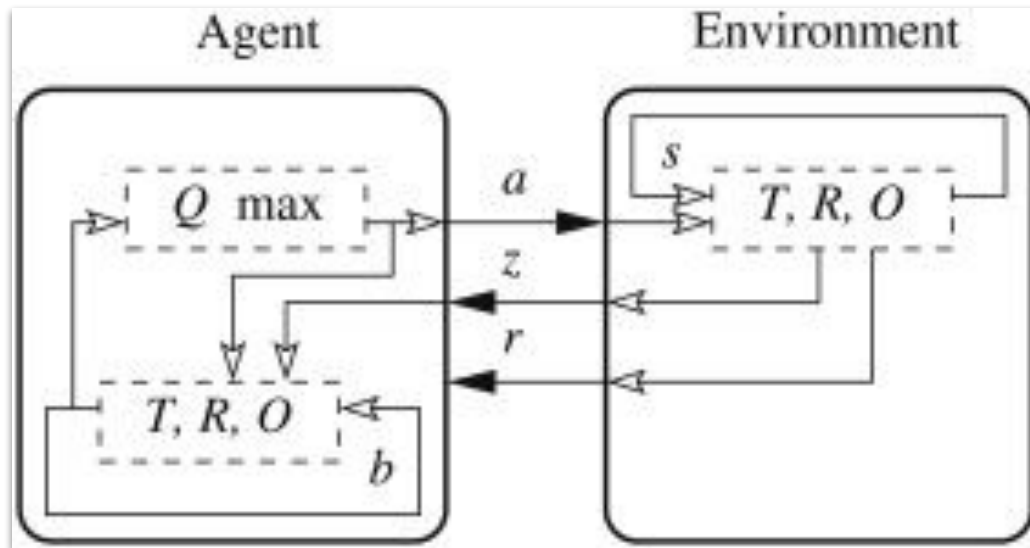 Agent
Environment
s
a
Q max
T, R, O
z
r
T, R, O
b